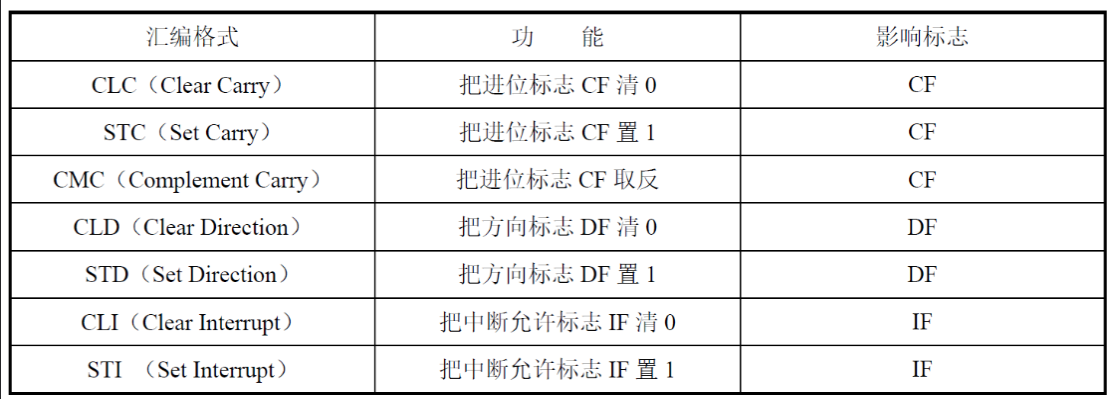 汇编格式 功 能 影响标志
CLC（Clear Carry） 把进位标志 CF 清 0 CF
STC（Set Carry） 把进位标志 CF 置 1 CF
CMC（Complement Carry） 把进位标志 CF 取反 CF
CLD（Clear Direction） 把方向标志 DF 清 0 DF
STD（Set Direction） 把方向标志 DF 置 1 DF
CLI（Clear Interrupt） 把中断允许标志 IF 清 0 IF
STI （Set Interrupt） 把中断允许标志 IF 置 1 IF